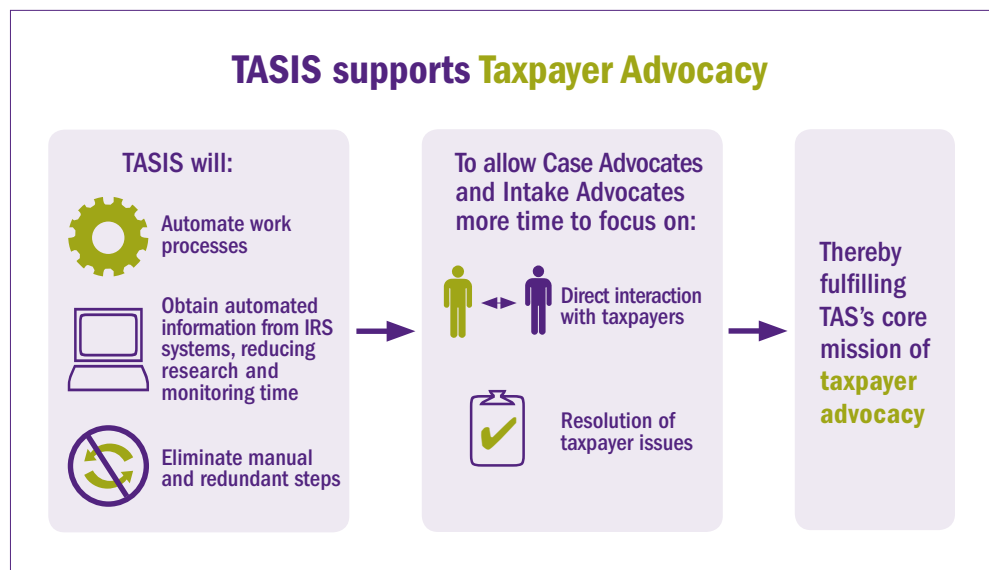 TASIS supports Taxpayer Advocacy
TASIS will:
Automate work
processes
Obtain automated
information from IRS
systems, reducing
research and
monitoring time
Eliminate manual
and redundant steps
To allow Case Advocates
and Intake Advocates
more time to focus on:
Direct interaction
with taxpayers
Resolution of
taxpayer issues
Thereby
fulfilling
TAS’s core
mission of
taxpayer
advocacy